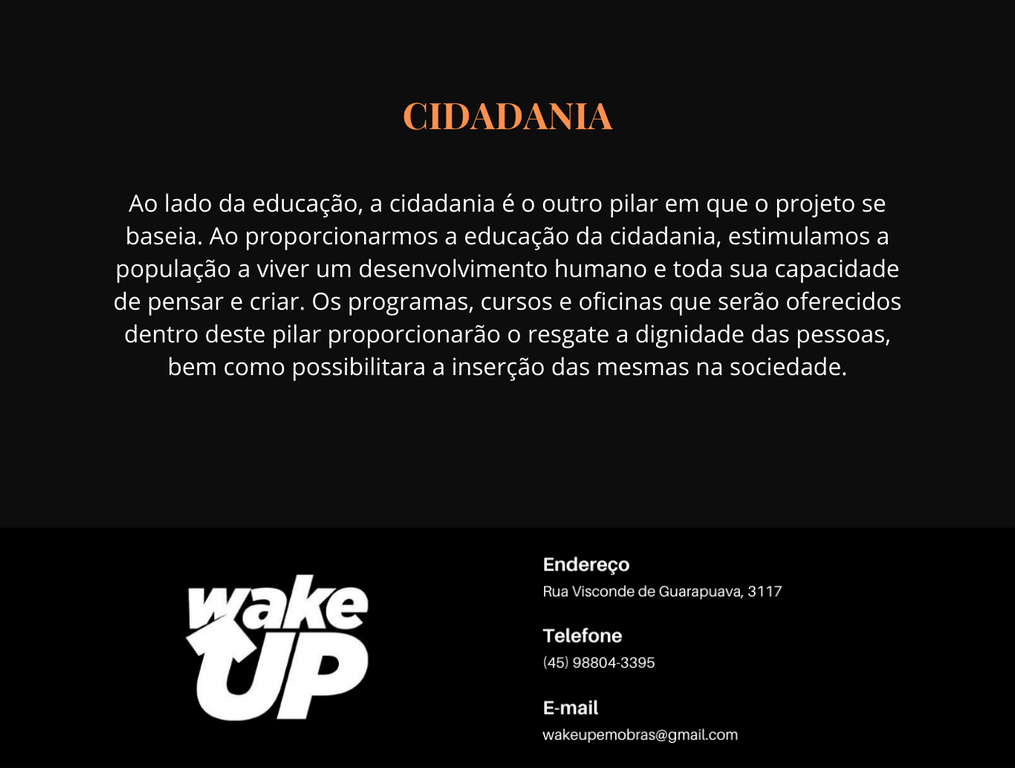 CIDADANIA
Ao lado da educação, a cidadania é o outro pilar em que o projeto se
baseia. Ao proporcionarmos a educação da cidadania, estimulamos a
população a viver um desenvolvimento humano e toda sua capacidade
de pensar e criar. Os programas, cursos e oficinas que serão oferecidos
dentro deste pilar proporcionarão o resgate a dignidade das pessoas,
bem como possibilitara a inserção das mesmas na sociedade.
wake
UP
Endereço
Rua Visconde de Guarapuava, 3117
Telefone
(45) 98804-3395
E-mail
wakeupemobras@gmail.com